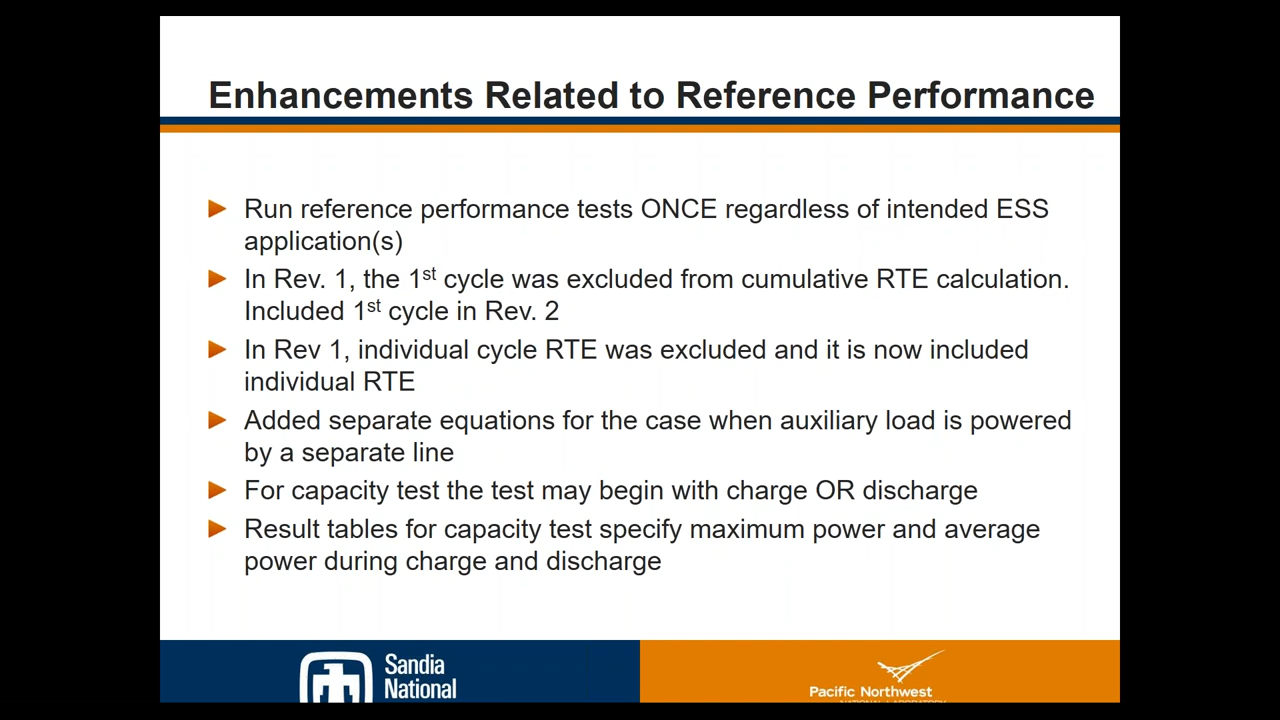 Enhancements Related to Reference Performance
Run reference performance tests ONCE regardless of intended ESS
application(s)
In Rev. 1, the 1st cycle was excluded from cumulative RTE calculation.
Included 1st cycle in Rev. 2
In Rev 1, individual cycle RTE was excluded and it is now included
individual RTE
Added separate equations for the case when auxiliary load is powered
by a separate line
For capacity test the test may begin with charge OR discharge
Result tables for capacity test specify maximum power and average
power during charge and discharge
Sandia
National
Pacific Northwest
NATIONAL LABORATORY